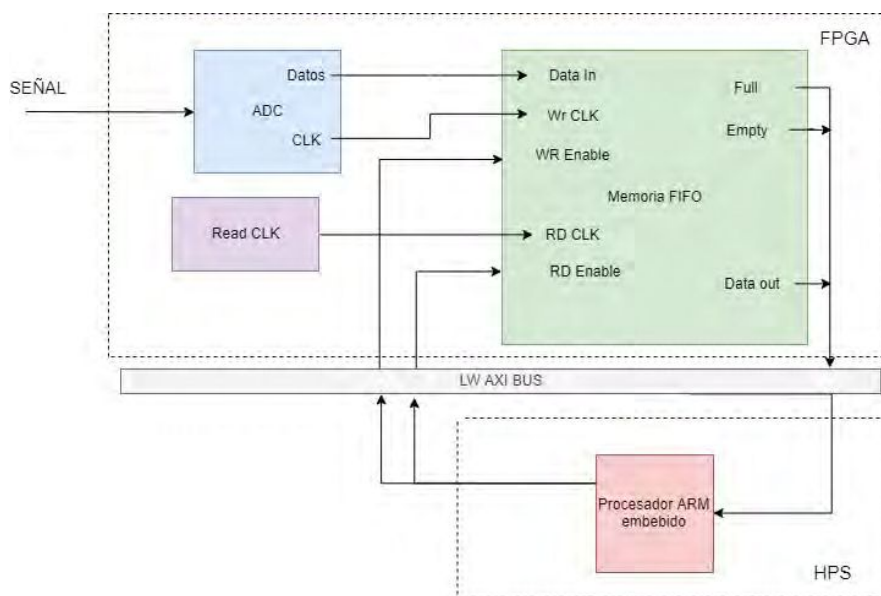 FPGA
SEÑAL
Datos
ADC
CLK
Data In
Wr CLK
WR Enable
Memoria FIFO
Full
Empty
Read CLK
RD CLK
RD Enable
Data out
LW AXI BUS
Procesador ARM
embebido
HPS